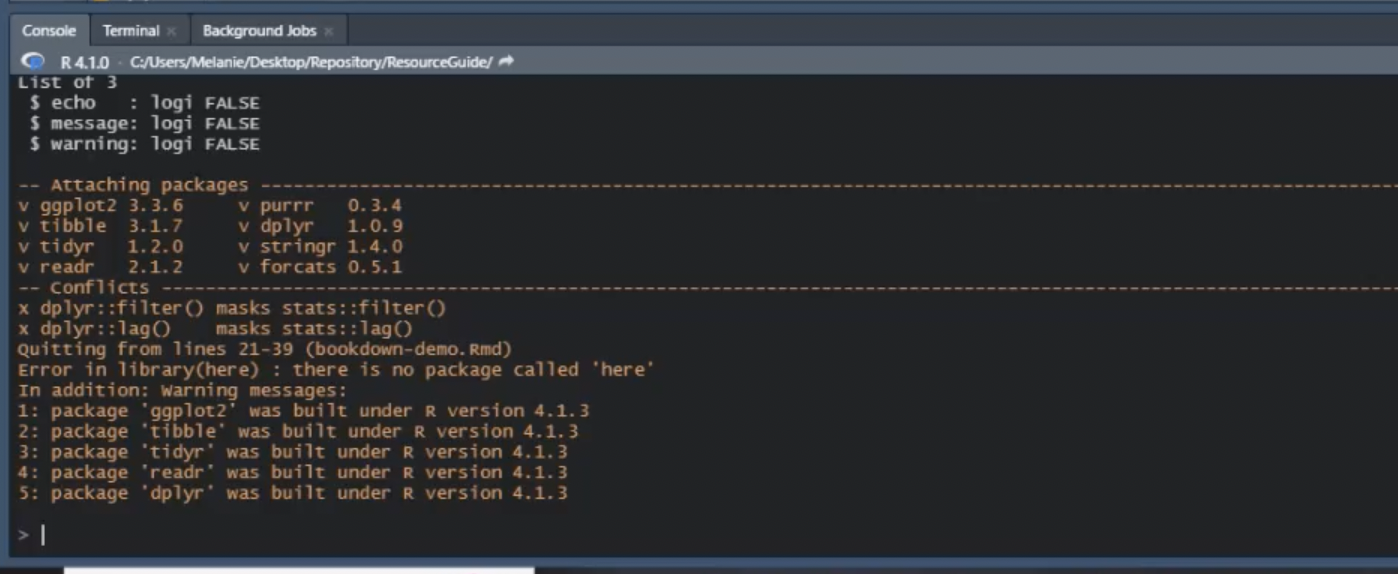 Console Terminal × Background Jobs ×
R 4.1.0 · C:/Users/Melanie/Desktop/Repository/ResourceGuide/
List of 3
$ echo   : logi FALSE
$ message: logi FALSE
$ warning: logi FALSE
-- Attaching packages --------------------------------------------------------------------------------
v ggplot2 3.3.6     v purrr   0.3.4
v tibble  3.1.7     v dplyr   1.0.9
v tidyr   1.2.0     v stringr 1.4.0
v readr   2.1.2     v forcats 0.5.1
-- Conflicts --------------------------------------------------------------------------------
x dplyr::filter() masks stats::filter()
x dplyr::lag()    masks stats::lag()
Quitting from lines 21-39 (bookdown-demo.Rmd)
Error in library(here) : there is no package called 'here'
In addition: Warning messages:
1: package 'ggplot2' was built under R version 4.1.3
2: package 'tibble' was built under R version 4.1.3
3: package 'tidyr' was built under R version 4.1.3
4: package 'readr' was built under R version 4.1.3
5: package 'dplyr' was built under R version 4.1.3
>